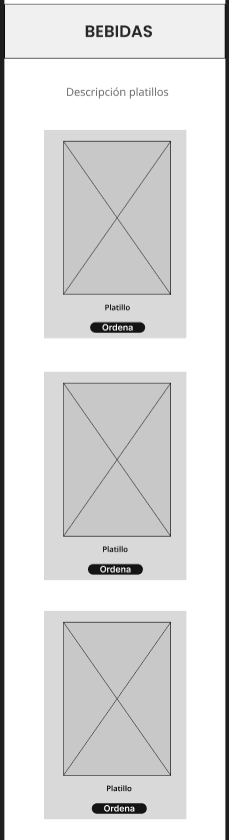 BEBIDAS
Descripción platillos
Platillo
Ordena
Platillo
Ordena
Platillo
Ordena